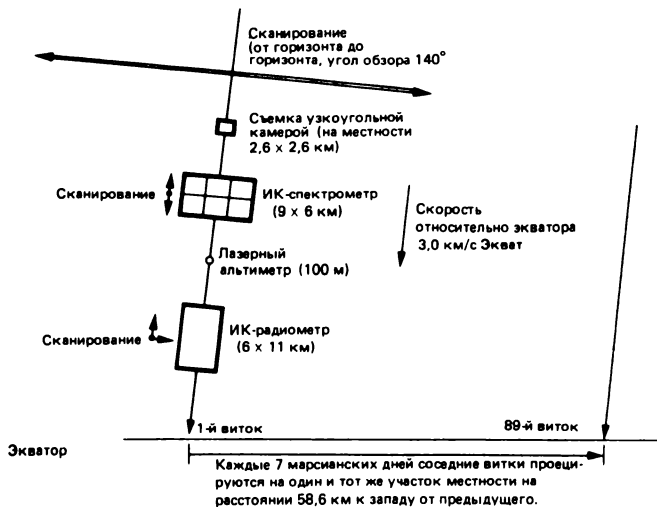 Сканирование
(от горизонта до
горизонта, угол обзора 140°
Съемка узкоугольной
камерой (на местности
2,6 x 2,6 км)
Сканирование
ИК-спектрометр
(9 x 6 км)
Скорость
относительно экватора
3,0 км/с Экват
Лазерный
альтиметр (100 м)
Сканирование
ИК-радиометр
(6 x 11 км)
1-й виток
89-й виток
Экватор
Каждые 7 марсианских дней соседние витки проеци-
руются на один и тот же участок местности на
расстоянии 58,6 км к западу от предыдущего.